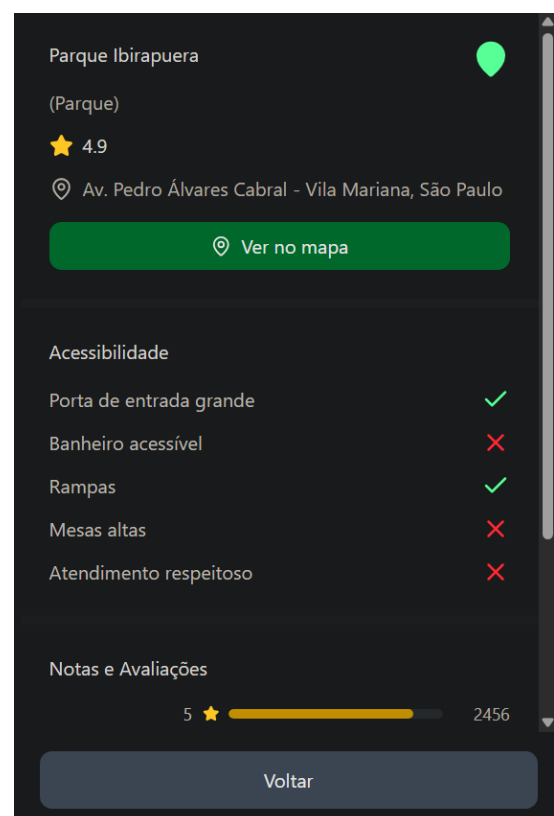 Parque Ibirapuera
(Parque)
4.9
Av. Pedro Álvares Cabral - Vila Mariana, São Paulo
Ver no mapa
Acessibilidade
Porta de entrada grande
Banheiro acessível
Rampas
Mesas altas
Atendimento respeitoso
Notas e Avaliações
5 2456
Voltar